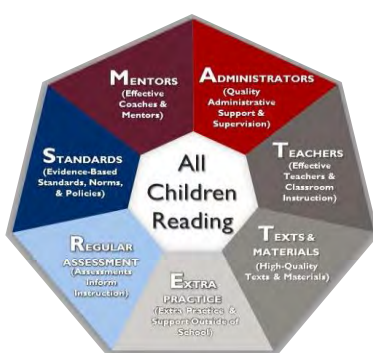 MENTORS
(Effective
Coaches &
Mentors)
ADMINISTRATORS
(Quality
Administrative
Support &
Supervision)
STANDARDS
(Evidence-Based
Standards, Norms,
& Policies)
All
Children
Reading
TEACHERS
(Effective
Teachers &
Classroom
Instruction)
REGULAR
ASSESSMENT
(Assessments
Inform
Instruction)
EXTRA
PRACTICE
(Extra Practice &
Support Outside of
School)
TEXTS &
MATERIALS
(High-Quality
Texts & Materials)